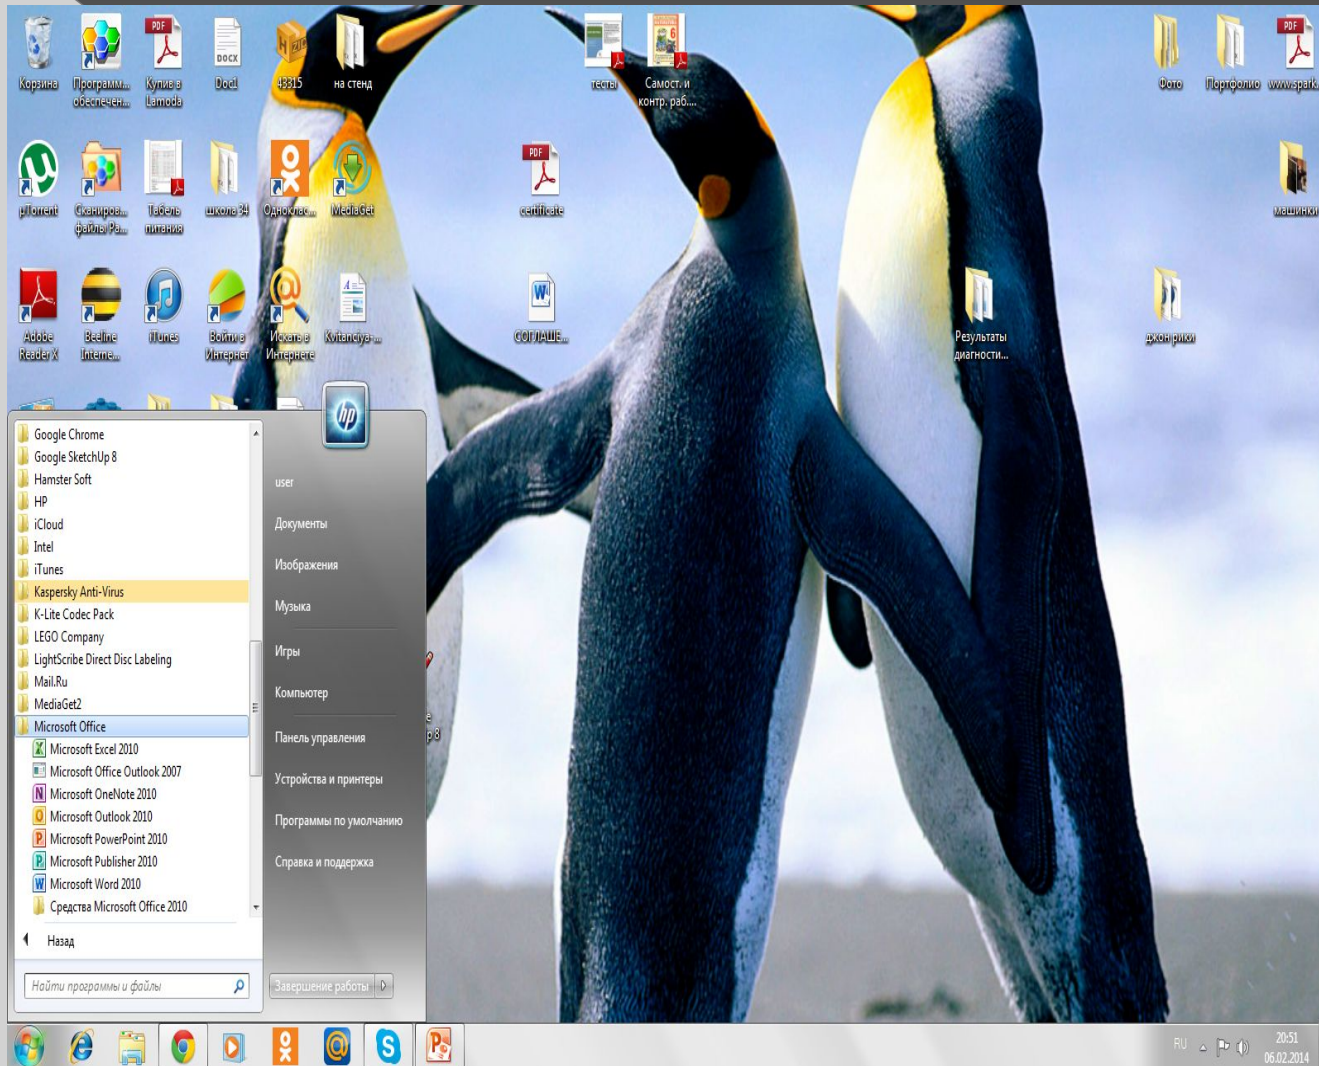 Корзина
Программ...
обеспечен...
Купив в
Lamoda
Doc1
43315
на стенд
тесты
Самост. и
контр. раб....
Фото
Портфолио
www.spark.
µTorrent
Сканиров...
файлы Ра...
Табель
питания
школа 34
Одноклас...
MediaGet
certificate
машинки
Adobe
Reader X
Beeline
Interne...
iTunes
Войти в
Интернет
Искать в
Интернете
Kvitanciya-...
СОГЛАШЕ...
Результаты
диагности...
джон рики
Google Chrome
Google SketchUp 8
Hamster Soft
HP
iCloud
Intel
iTunes
Kaspersky Anti-Virus
K-Lite Codec Pack
LEGO Company
LightScribe Direct Disc Labeling
Mail.Ru
MediaGet2
Microsoft Office
Microsoft Excel 2010
Microsoft Office Outlook 2007
Microsoft OneNote 2010
Microsoft Outlook 2010
Microsoft PowerPoint 2010
Microsoft Publisher 2010
Microsoft Word 2010
Средства Microsoft Office 2010
Назад
Найти программы и файлы
hp
user
Документы
Изображения
Музыка
Игры
Компьютер
Панель управления
Устройства и принтеры
Программы по умолчанию
Справка и поддержка
Завершение работы
RU
20:51
06.02.2014